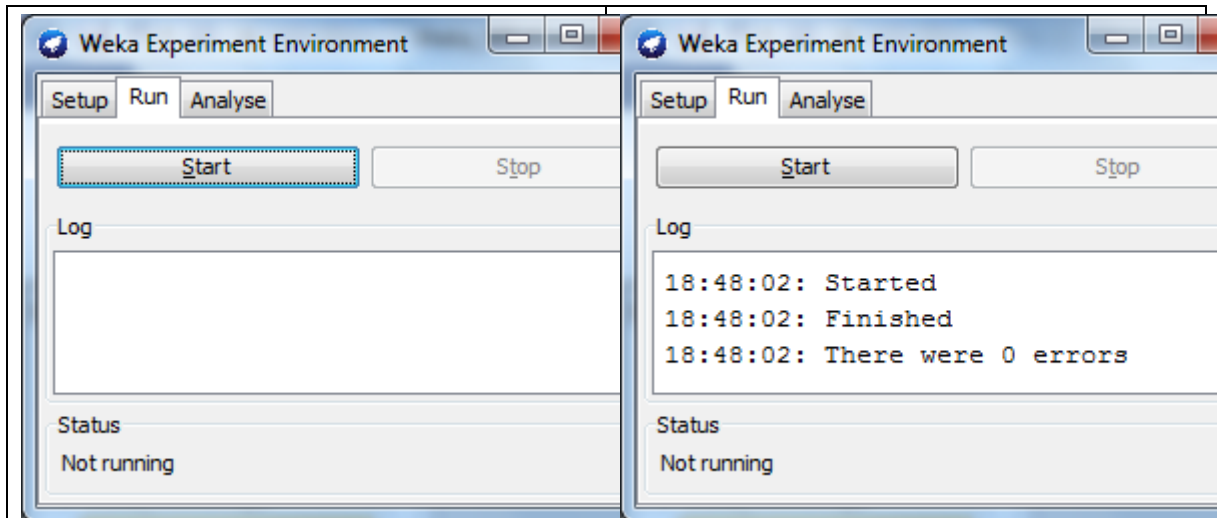 Weka Experiment Environment
Setup Run Analyse
Start Stop
Log
Status
Not running
Weka Experiment Environment
Setup Run Analyse
Start Stop
Log
18:48:02: Started
18:48:02: Finished
18:48:02: There were 0 errors
Status
Not running